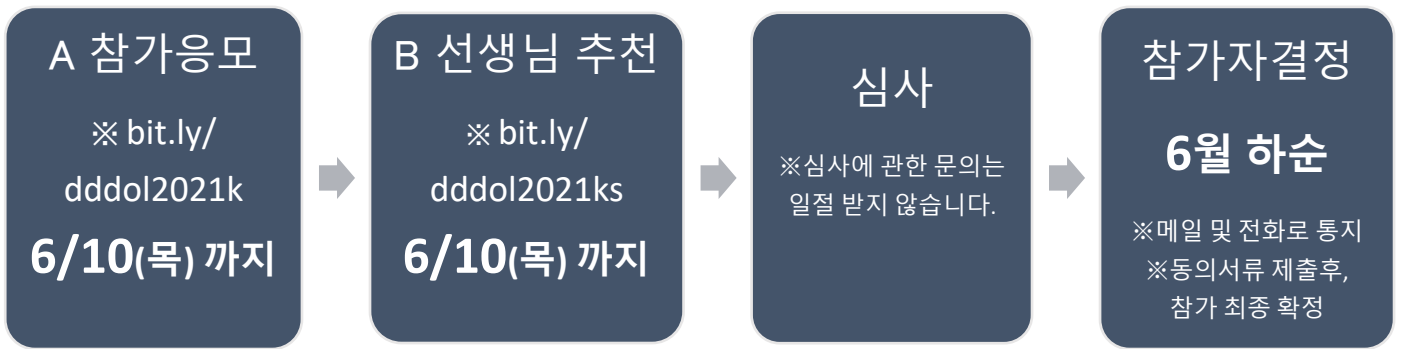 A 참가응모
※ bit.ly/
dddol2021k
6/10(목) 까지
B 선생님 추천
※ bit.ly/
dddol2021ks
6/10(목) 까지
심사
※심사에 관한 문의는
일절 받지 않습니다.
참가자결정
6월 하순
※메일 및 전화로 통지
※동의서류 제출후,
참가 최종 확정